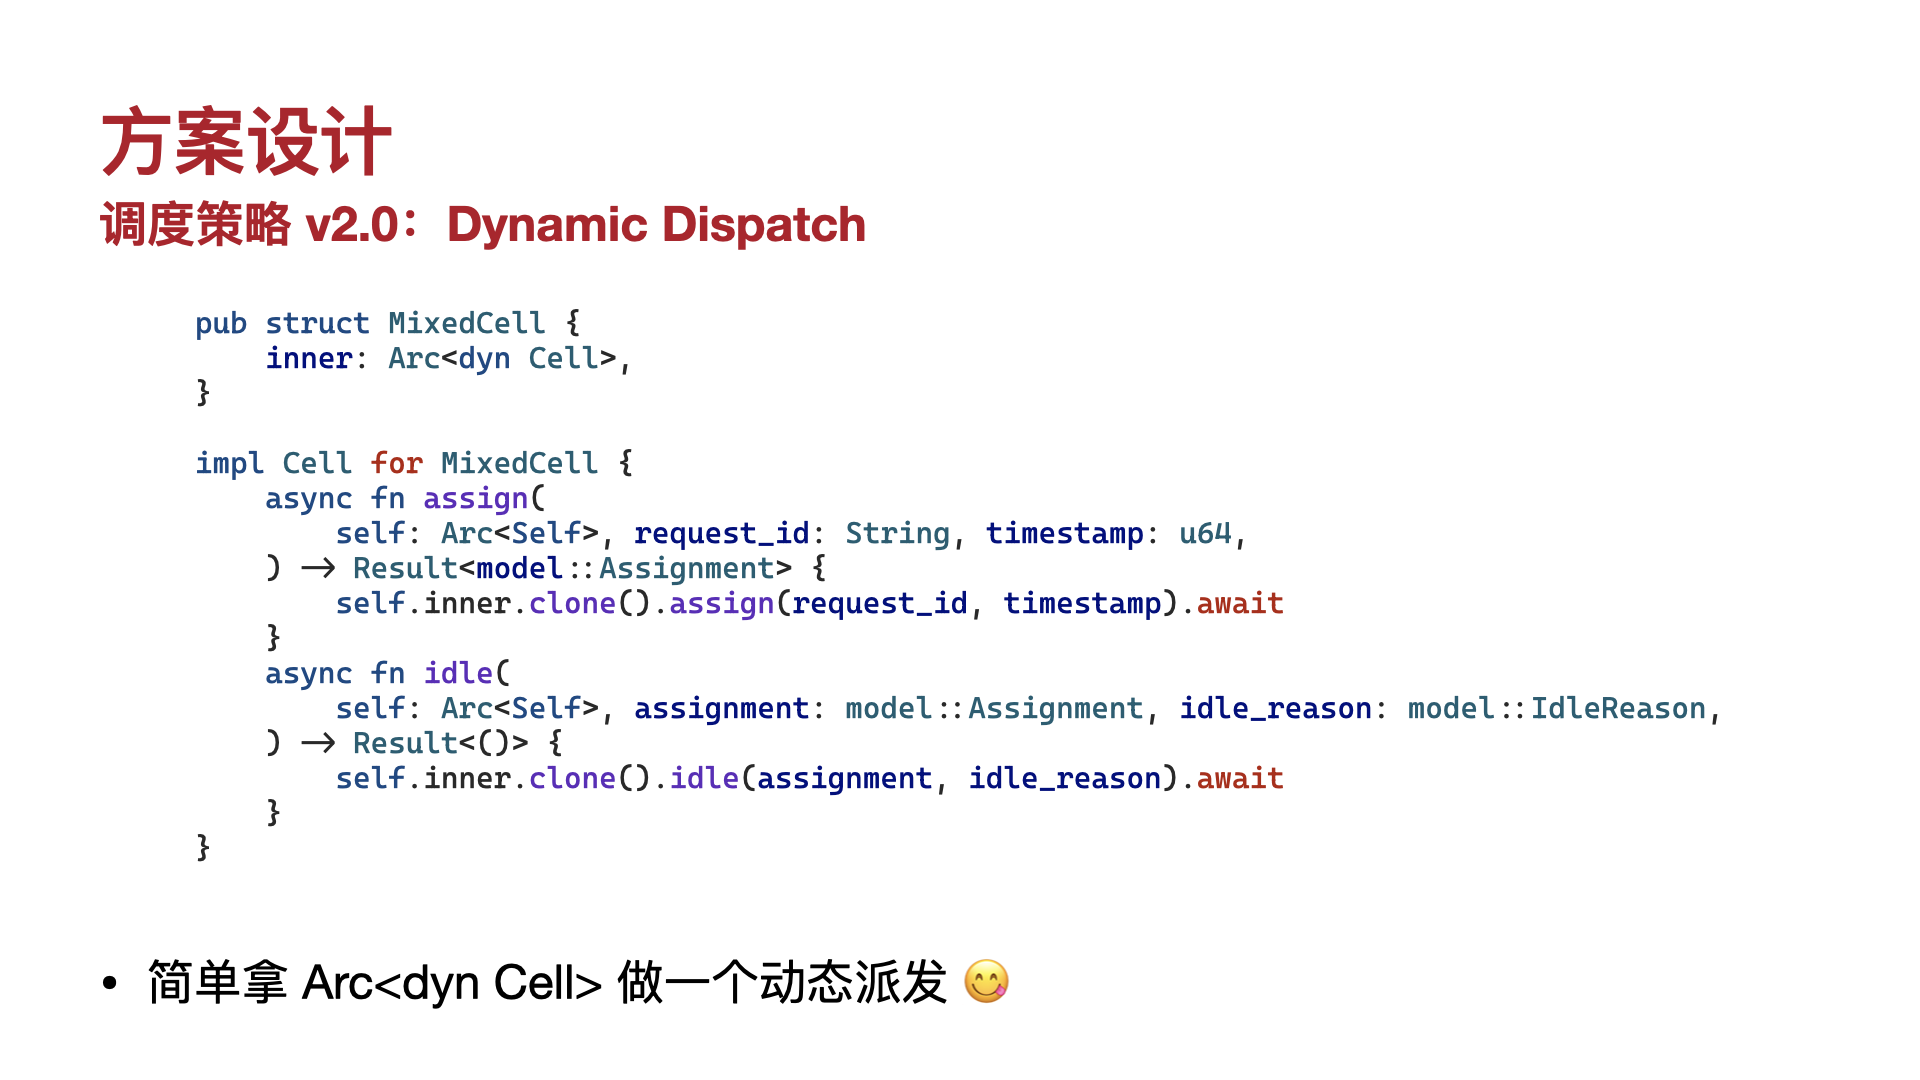 方案设计
调度策略 v2.0：Dynamic Dispatch
pub struct MixedCell {
    inner: Arc<dyn Cell>,
}
impl Cell for MixedCell {
    async fn assign(
        self: Arc<Self>, request_id: String, timestamp: u64,
    ) -> Result<model::Assignment> {
        self.inner.clone().assign(request_id, timestamp).await
    }
    async fn idle(
        self: Arc<Self>, assignment: model::Assignment, idle_reason: model::IdleReason,
    ) -> Result<()> {
        self.inner.clone().idle(assignment, idle_reason).await
    }
}
• 简单拿 Arc<dyn Cell> 做一个动态派发 😋